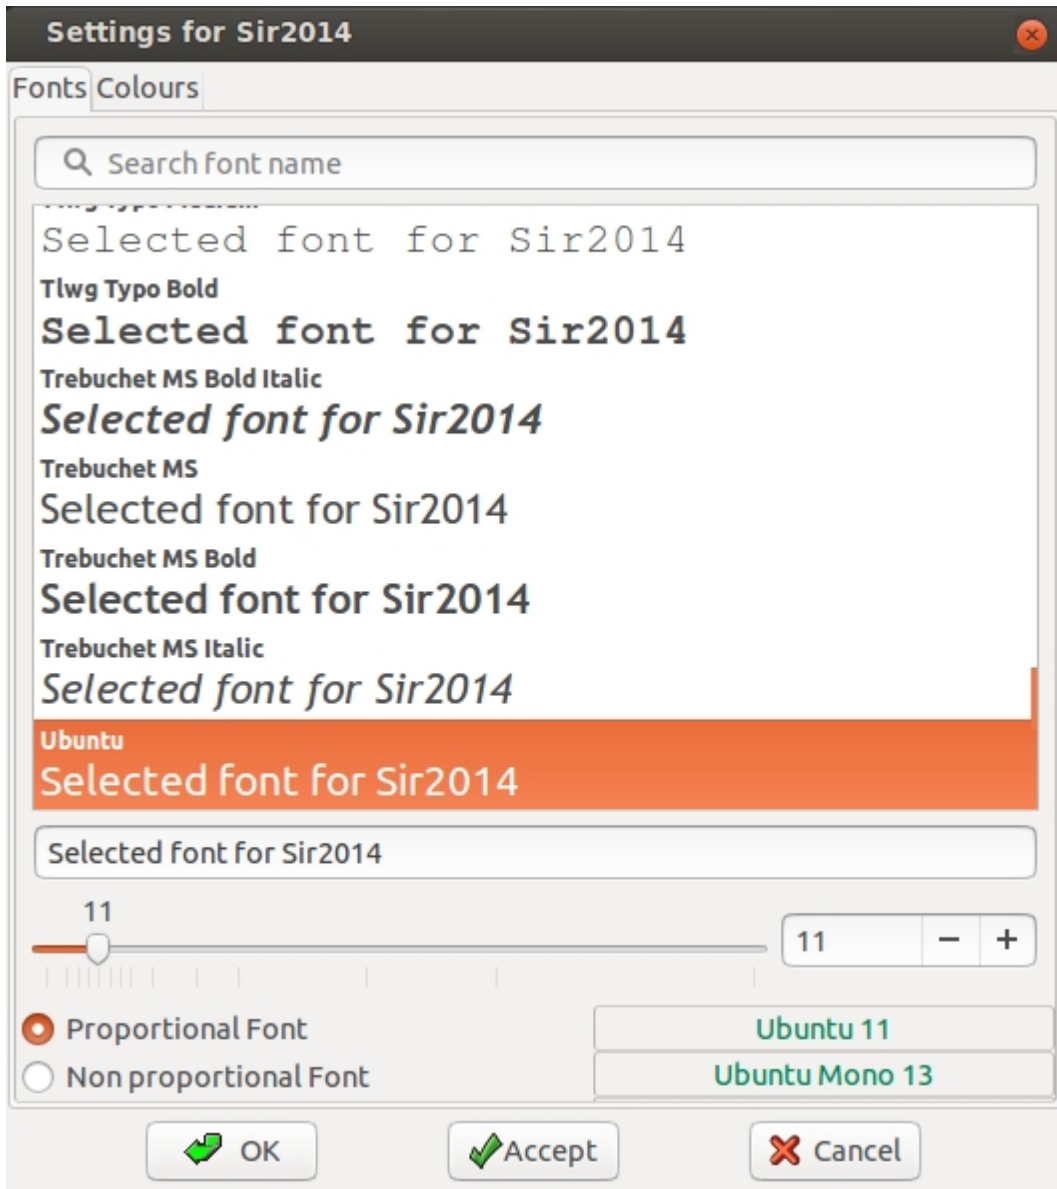 Settings for Sir2014
Fonts Colours
Search font name
Selected font for Sir2014
Tlwg Typo Bold
Selected font for Sir2014
Trebuchet MS Bold Italic
Selected font for Sir2014
Trebuchet MS
Selected font for Sir2014
Trebuchet MS Bold
Selected font for Sir2014
Trebuchet MS Italic
Selected font for Sir2014
Ubuntu
Selected font for Sir2014
Selected font for Sir2014
11
11 − +
Proportional Font Ubuntu 11
Non proportional Font Ubuntu Mono 13
OK Accept Cancel